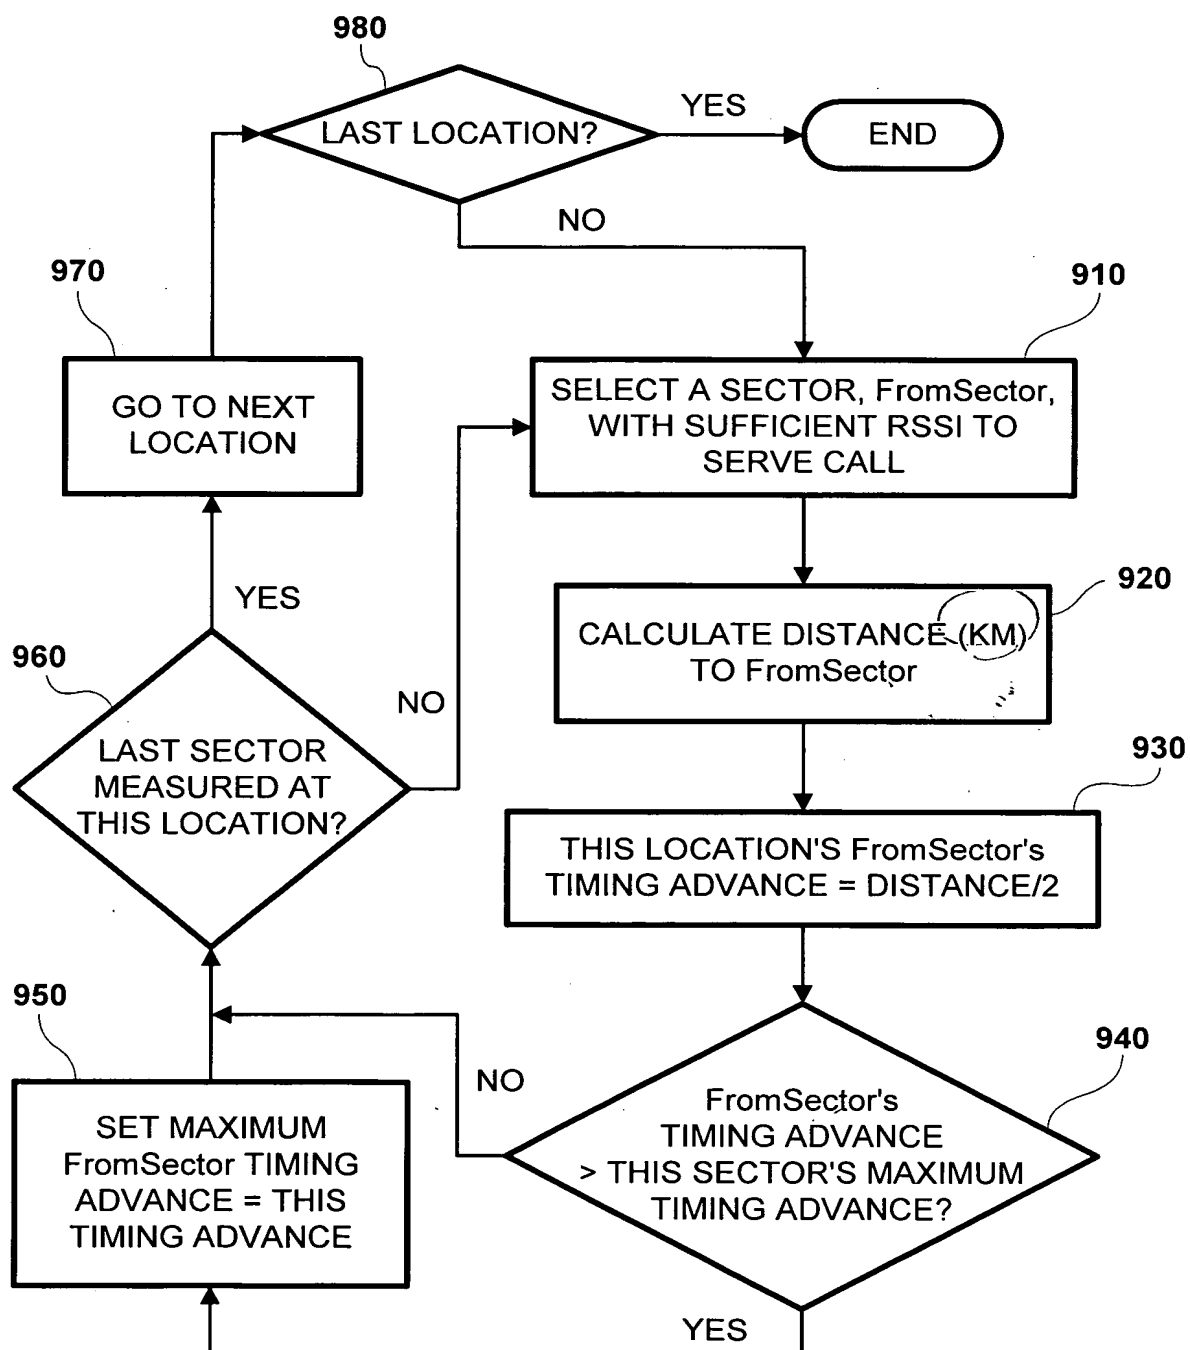 980
LAST LOCATION?
YES
END
NO
970
GO TO NEXT
LOCATION
910
SELECT A SECTOR, FromSector,
WITH SUFFICIENT RSSI TO
SERVE CALL
YES
920
CALCULATE DISTANCE (KM)
TO FromSector
960
LAST SECTOR
MEASURED AT
THIS LOCATION?
NO
930
THIS LOCATION'S FromSector's
TIMING ADVANCE = DISTANCE/2
950
SET MAXIMUM
FromSector TIMING
ADVANCE = THIS
TIMING ADVANCE
NO
940
FromSector's
TIMING ADVANCE
> THIS SECTOR'S MAXIMUM
TIMING ADVANCE?
YES